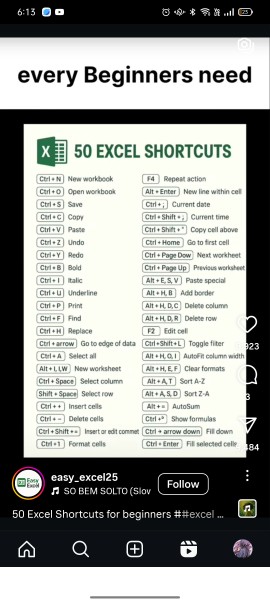 6:13
every Beginners need
50 EXCEL SHORTCUTS
Ctrl + N New workbook
Ctrl + O Open workbook
Ctrl + S Save
Ctrl + C Copy
Ctrl + V Paste
Ctrl + Z Undo
Ctrl + Y Redo
Ctrl + B Bold
Ctrl + I Italic
Ctrl + U Underline
Ctrl + P Print
Ctrl + F Find
Ctrl + H Replace
Ctrl + arrow Go to edge of data
Ctrl + A Select all
Alt + I, LW New worksheet
Ctrl + Space Select column
Shift + Space Select row
Ctrl + + Insert cells
Ctrl + − Delete cells
Ctrl + Shift + + Insert or edit commet
Ctrl + 1 Format cells
F4 Repeat action
Alt + Enter New line within cell
Ctrl + ; Current date
Ctrl + Shift + ; Current time
Ctrl + Shift + " Copy cell above
Ctrl + Home Go to first cell
Ctrl + Page Dow Next workheet
Ctrl + Page Up Previous worksheet
Alt + E, S, V Paste special
Alt + H, B Add border
Alt + H, D, C Delete column
Alt + H, D, R Delete row
F2 Edit cell
Ctrl + Shift + L Toggle filter
Alt + H, O, I AutoFit column width
Alt + H, E, F Clear formats
Alt + A, T Sort A-Z
Alt + A, S, D Sort Z-A
Alt + = AutoSum
Show formulas
Ctrl + arrow down Fill down
Ctrl + Enter Fill selected cells
923
3
484
easy_excel25
SO BEM SOLTO (Slov
Follow
50 Excel Shortcuts for beginners ##excel ...